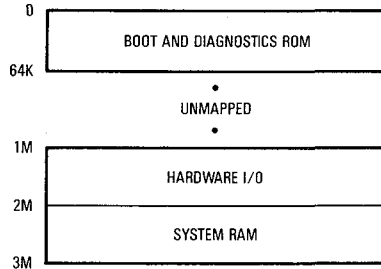 0
BOOT AND DIAGNOSTICS ROM
64K
UNMAPPED
1M
HARDWARE I/O
2M
SYSTEM RAM
3M